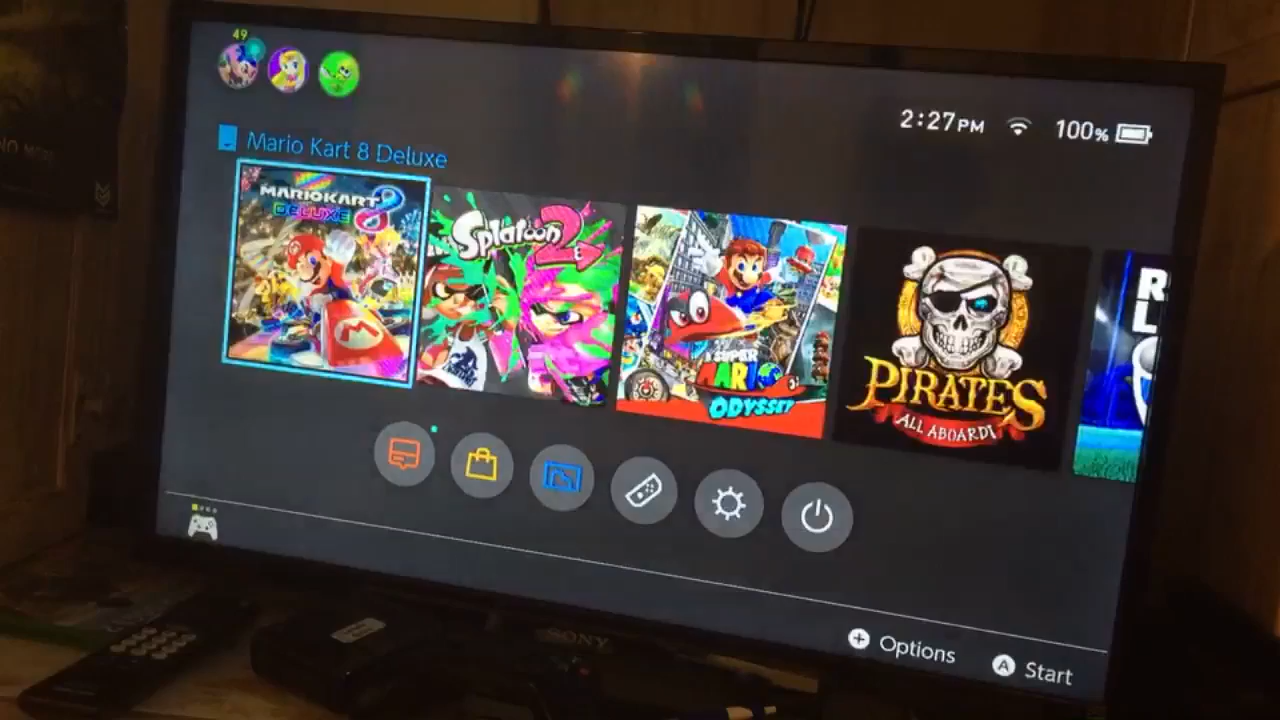 49
2:27PM
100%
Mario Kart 8 Deluxe
MARIOKART 8
DELUXE
Splatoon 2
SUPER
MARIO
ODYSSEY
PIRATES
ALL ABOARD!
R
L
Options
Start
SONY